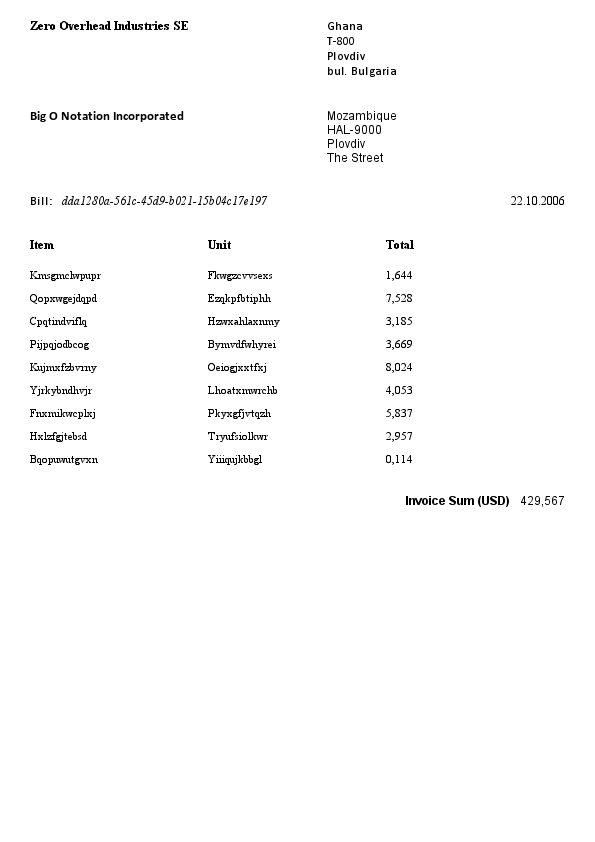 Zero Overhead Industries SE
Ghana
T-800
Plovdiv
bul. Bulgaria
Big O Notation Incorporated
Mozambique
HAL-9000
Plovdiv
The Street
Bill: dda1280a-561c-45d9-b021-15b04c17e197 22.10.2006
Item Unit Total
Kmsgmclwpupr Fkwgzcvvsexs 1,644
Qopxwgejdqpd Ezqkpfbtiphh 7,528
Cpqtindviflq Hzwxahlaxnmy 3,185
Pijpqjodbcog Bymvdfwhyrei 3,669
Kujmxfzbvrny Oeiogjxxtfxj 8,024
Yjrkybndhvjr Lhoatxmwrchb 4,053
Fnxmikwcplxj Pkyxgfjvtqzh 5,837
Hxlzfgjtebsd Tryufsiolkwr 2,957
Bqopuwutgvxn Yiiiqujkbbgl 0,114
Invoice Sum (USD) 429,567